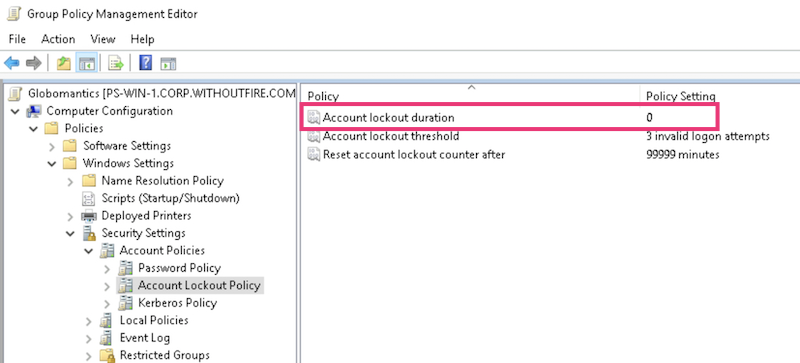 Group Policy Management Editor
File Action View Help
Globomantics [PS-WIN-1.CORP.WITHOUTFIRE.COM
Computer Configuration
Policies
Software Settings
Windows Settings
Name Resolution Policy
Scripts (Startup/Shutdown)
Deployed Printers
Security Settings
Account Policies
Password Policy
Account Lockout Policy
Kerberos Policy
Local Policies
Event Log
Restricted Groups
Policy Policy Setting
Account lockout duration 0
Account lockout threshold 3 invalid logon attempts
Reset account lockout counter after 99999 minutes